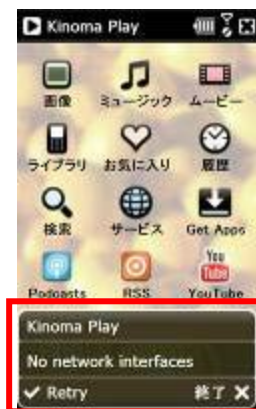 Kinoma Play
画像 ミュージック ムービー
ライブラリ お気に入り 履歴
検索 サービス Get Apps
You
Tube
Podcasts RSS YouTube
Kinoma Play
No network interfaces
Retry 終了